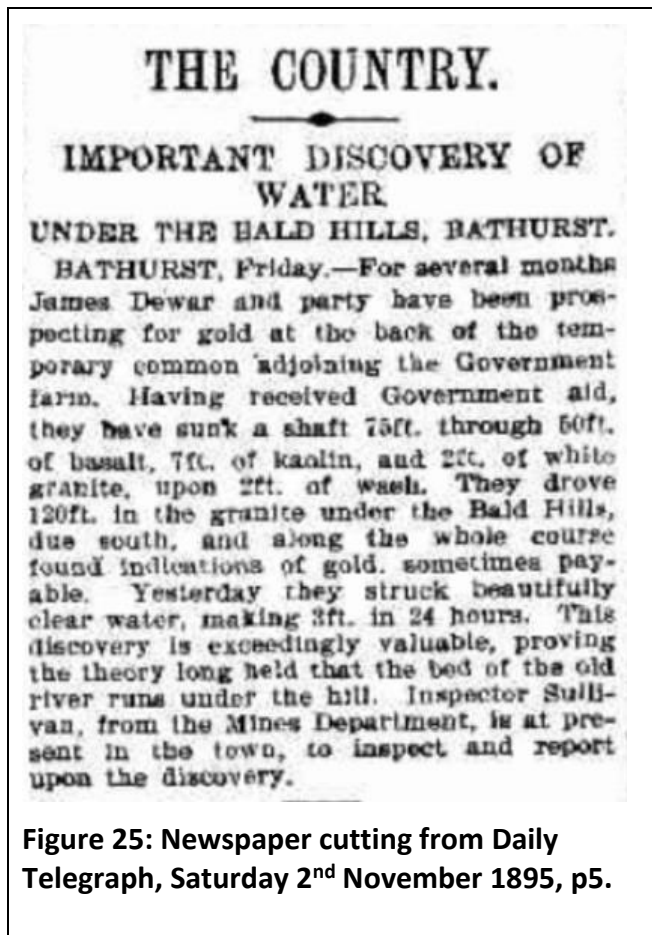 THE COUNTRY.
IMPORTANT DISCOVERY OF
WATER
UNDER THE BALD HILLS, BATHURST.
BATHURST, Friday.—For several months
James Dewar and party have been pros-
pecting for gold at the back of the tem-
porary common adjoining the Government
farm. Having received Government aid,
they have sunk a shaft 75ft. through 50ft.
of basalt, 7ft. of kaolin, and 2ft. of white
granite, upon 2ft. of wash. They drove
120ft. in the granite under the Bald Hills,
due south, and along the whole course
found indications of gold, sometimes pay-
able. Yesterday they struck beautifully
clear water, making 3ft. in 24 hours. This
discovery is exceedingly valuable, proving
the theory long held that the bed of the old
river runs under the hill. Inspector Sulli-
van, from the Mines Department, is at pre-
sent in the town, to inspect and report
upon the discovery.
Figure 25: Newspaper cutting from Daily
Telegraph, Saturday 2nd November 1895, p5.